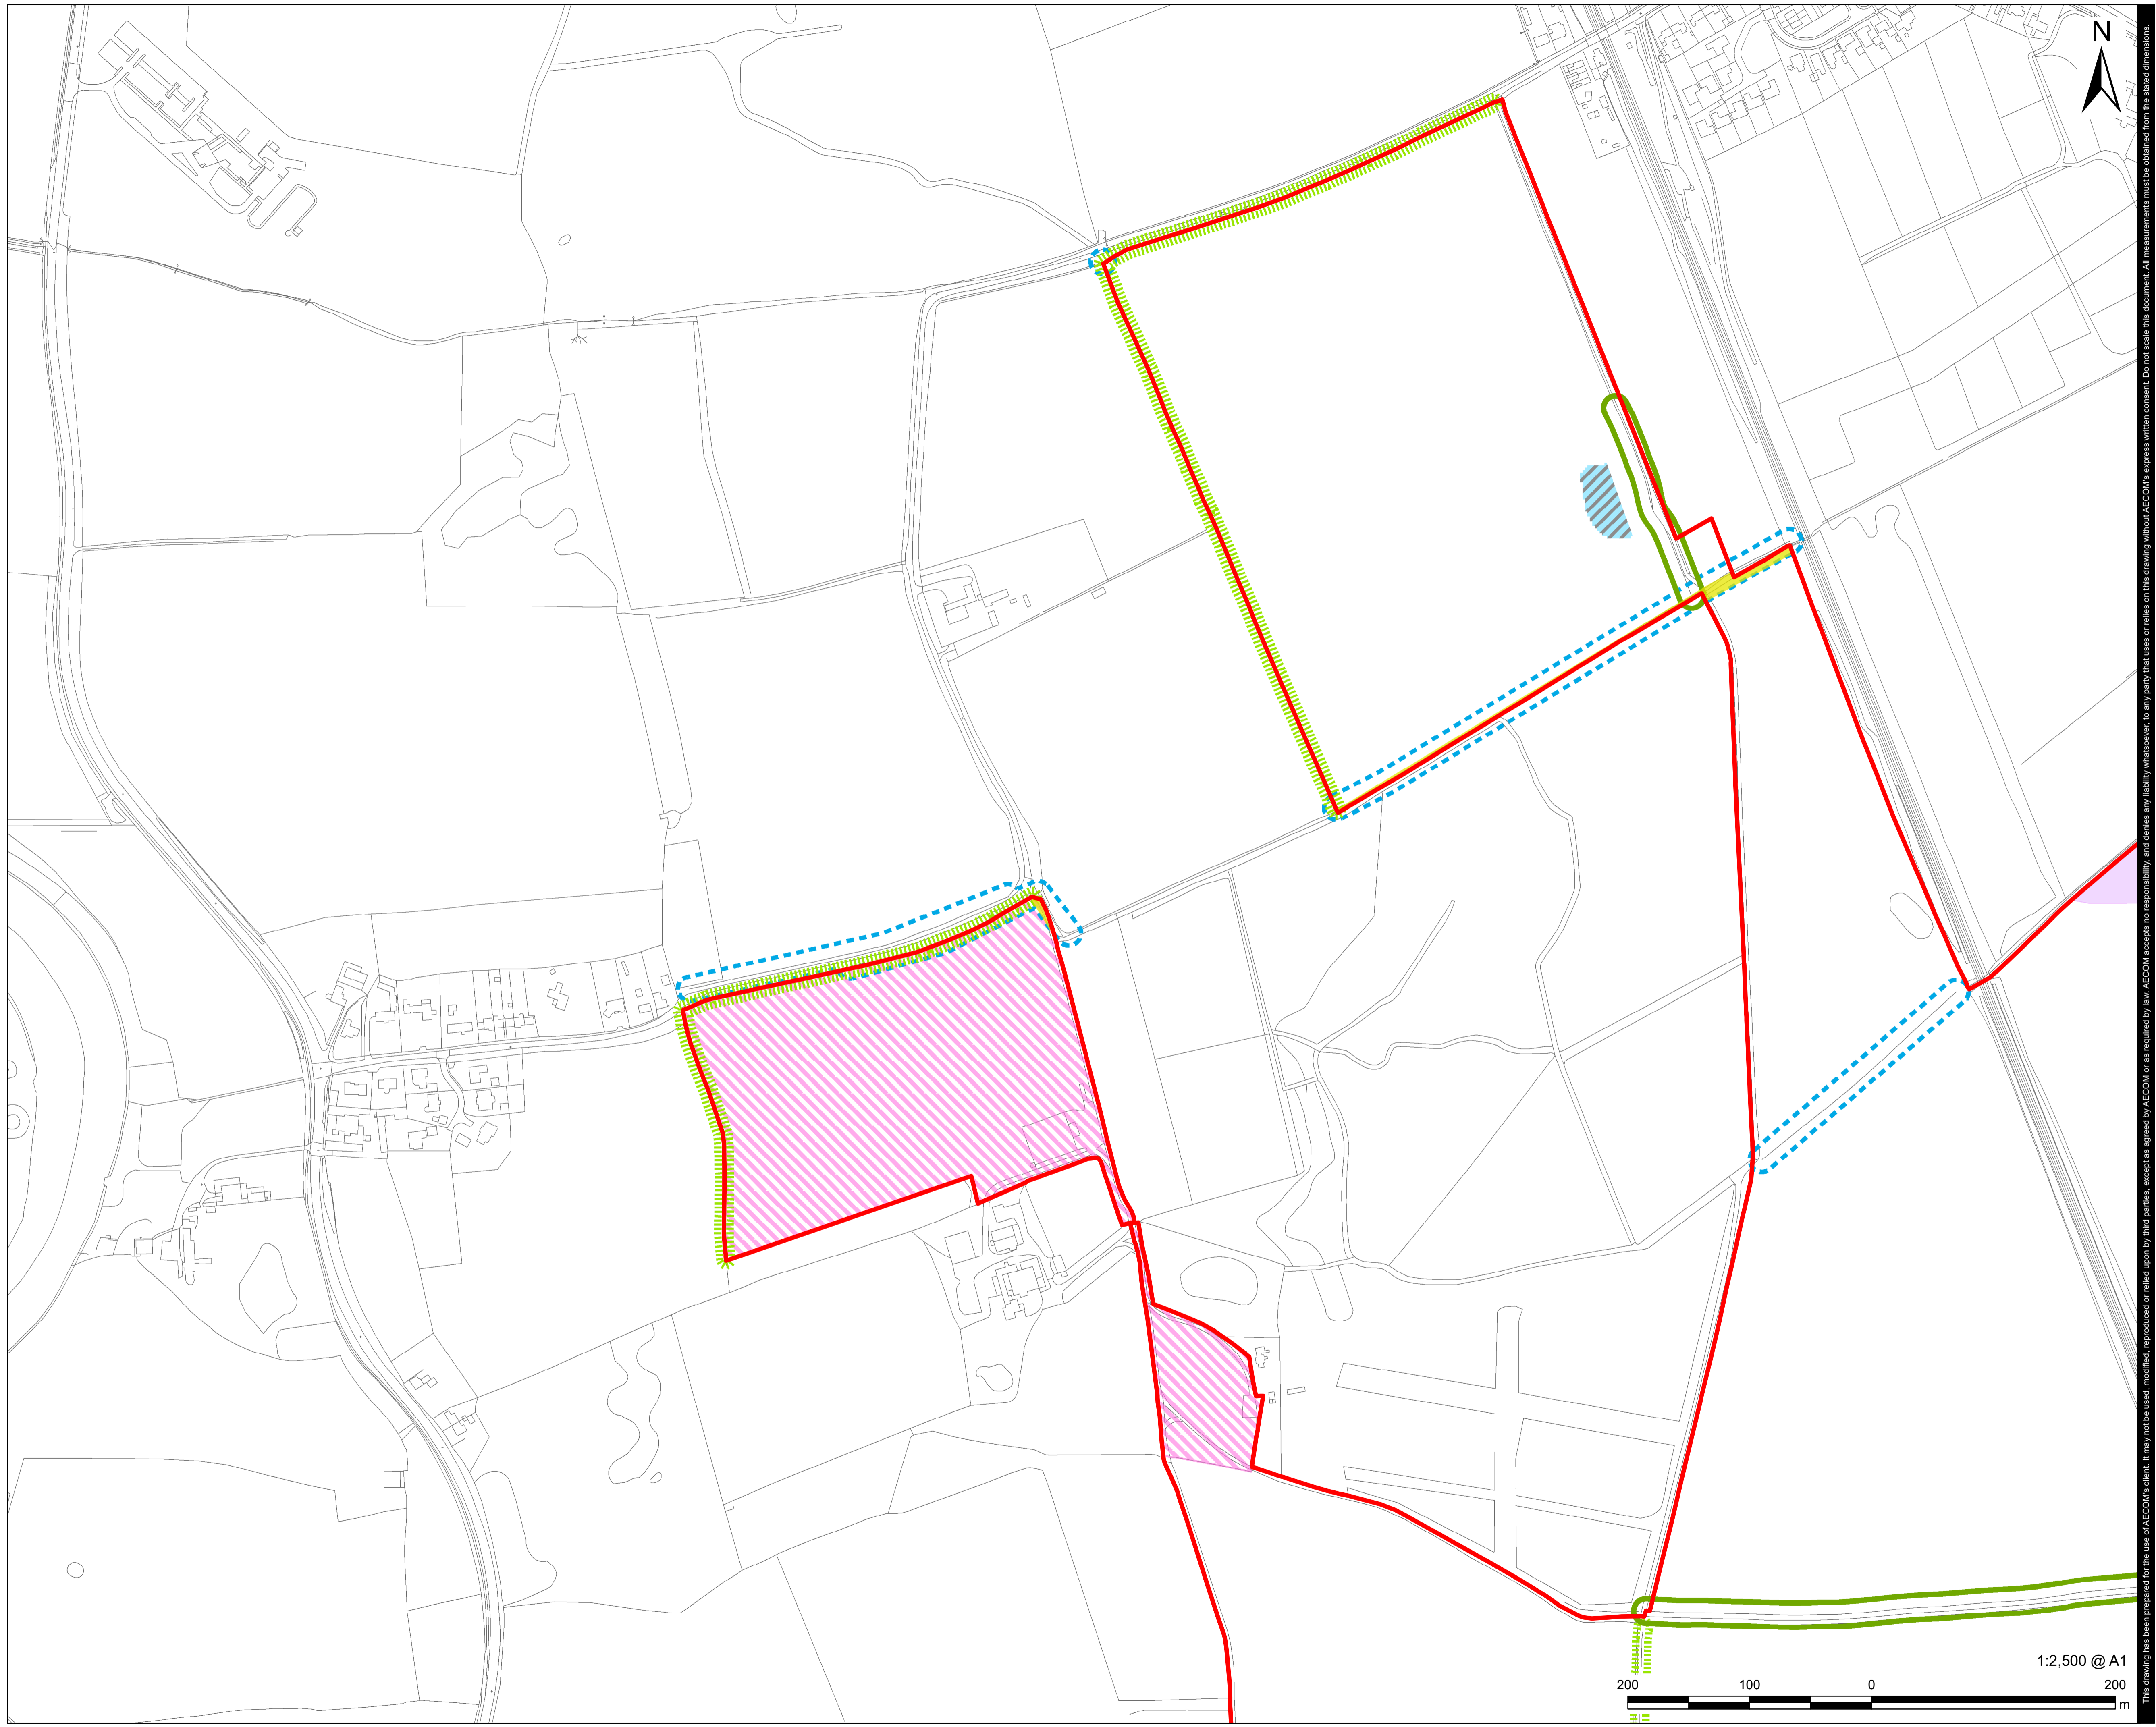 N
This drawing has been prepared for the use of AECOM's client. It may not be used, modified, reproduced or relied upon by third parties, except as agreed by AECOM or as required by law. AECOM accepts no responsibility, and denies any liability whatsoever, to any party that uses or relies on this drawing without AECOM's express written consent. Do not scale this document. All measurements must be obtained from the stated dimensions.
1:2,500 @ A1
200 100 0 200
m